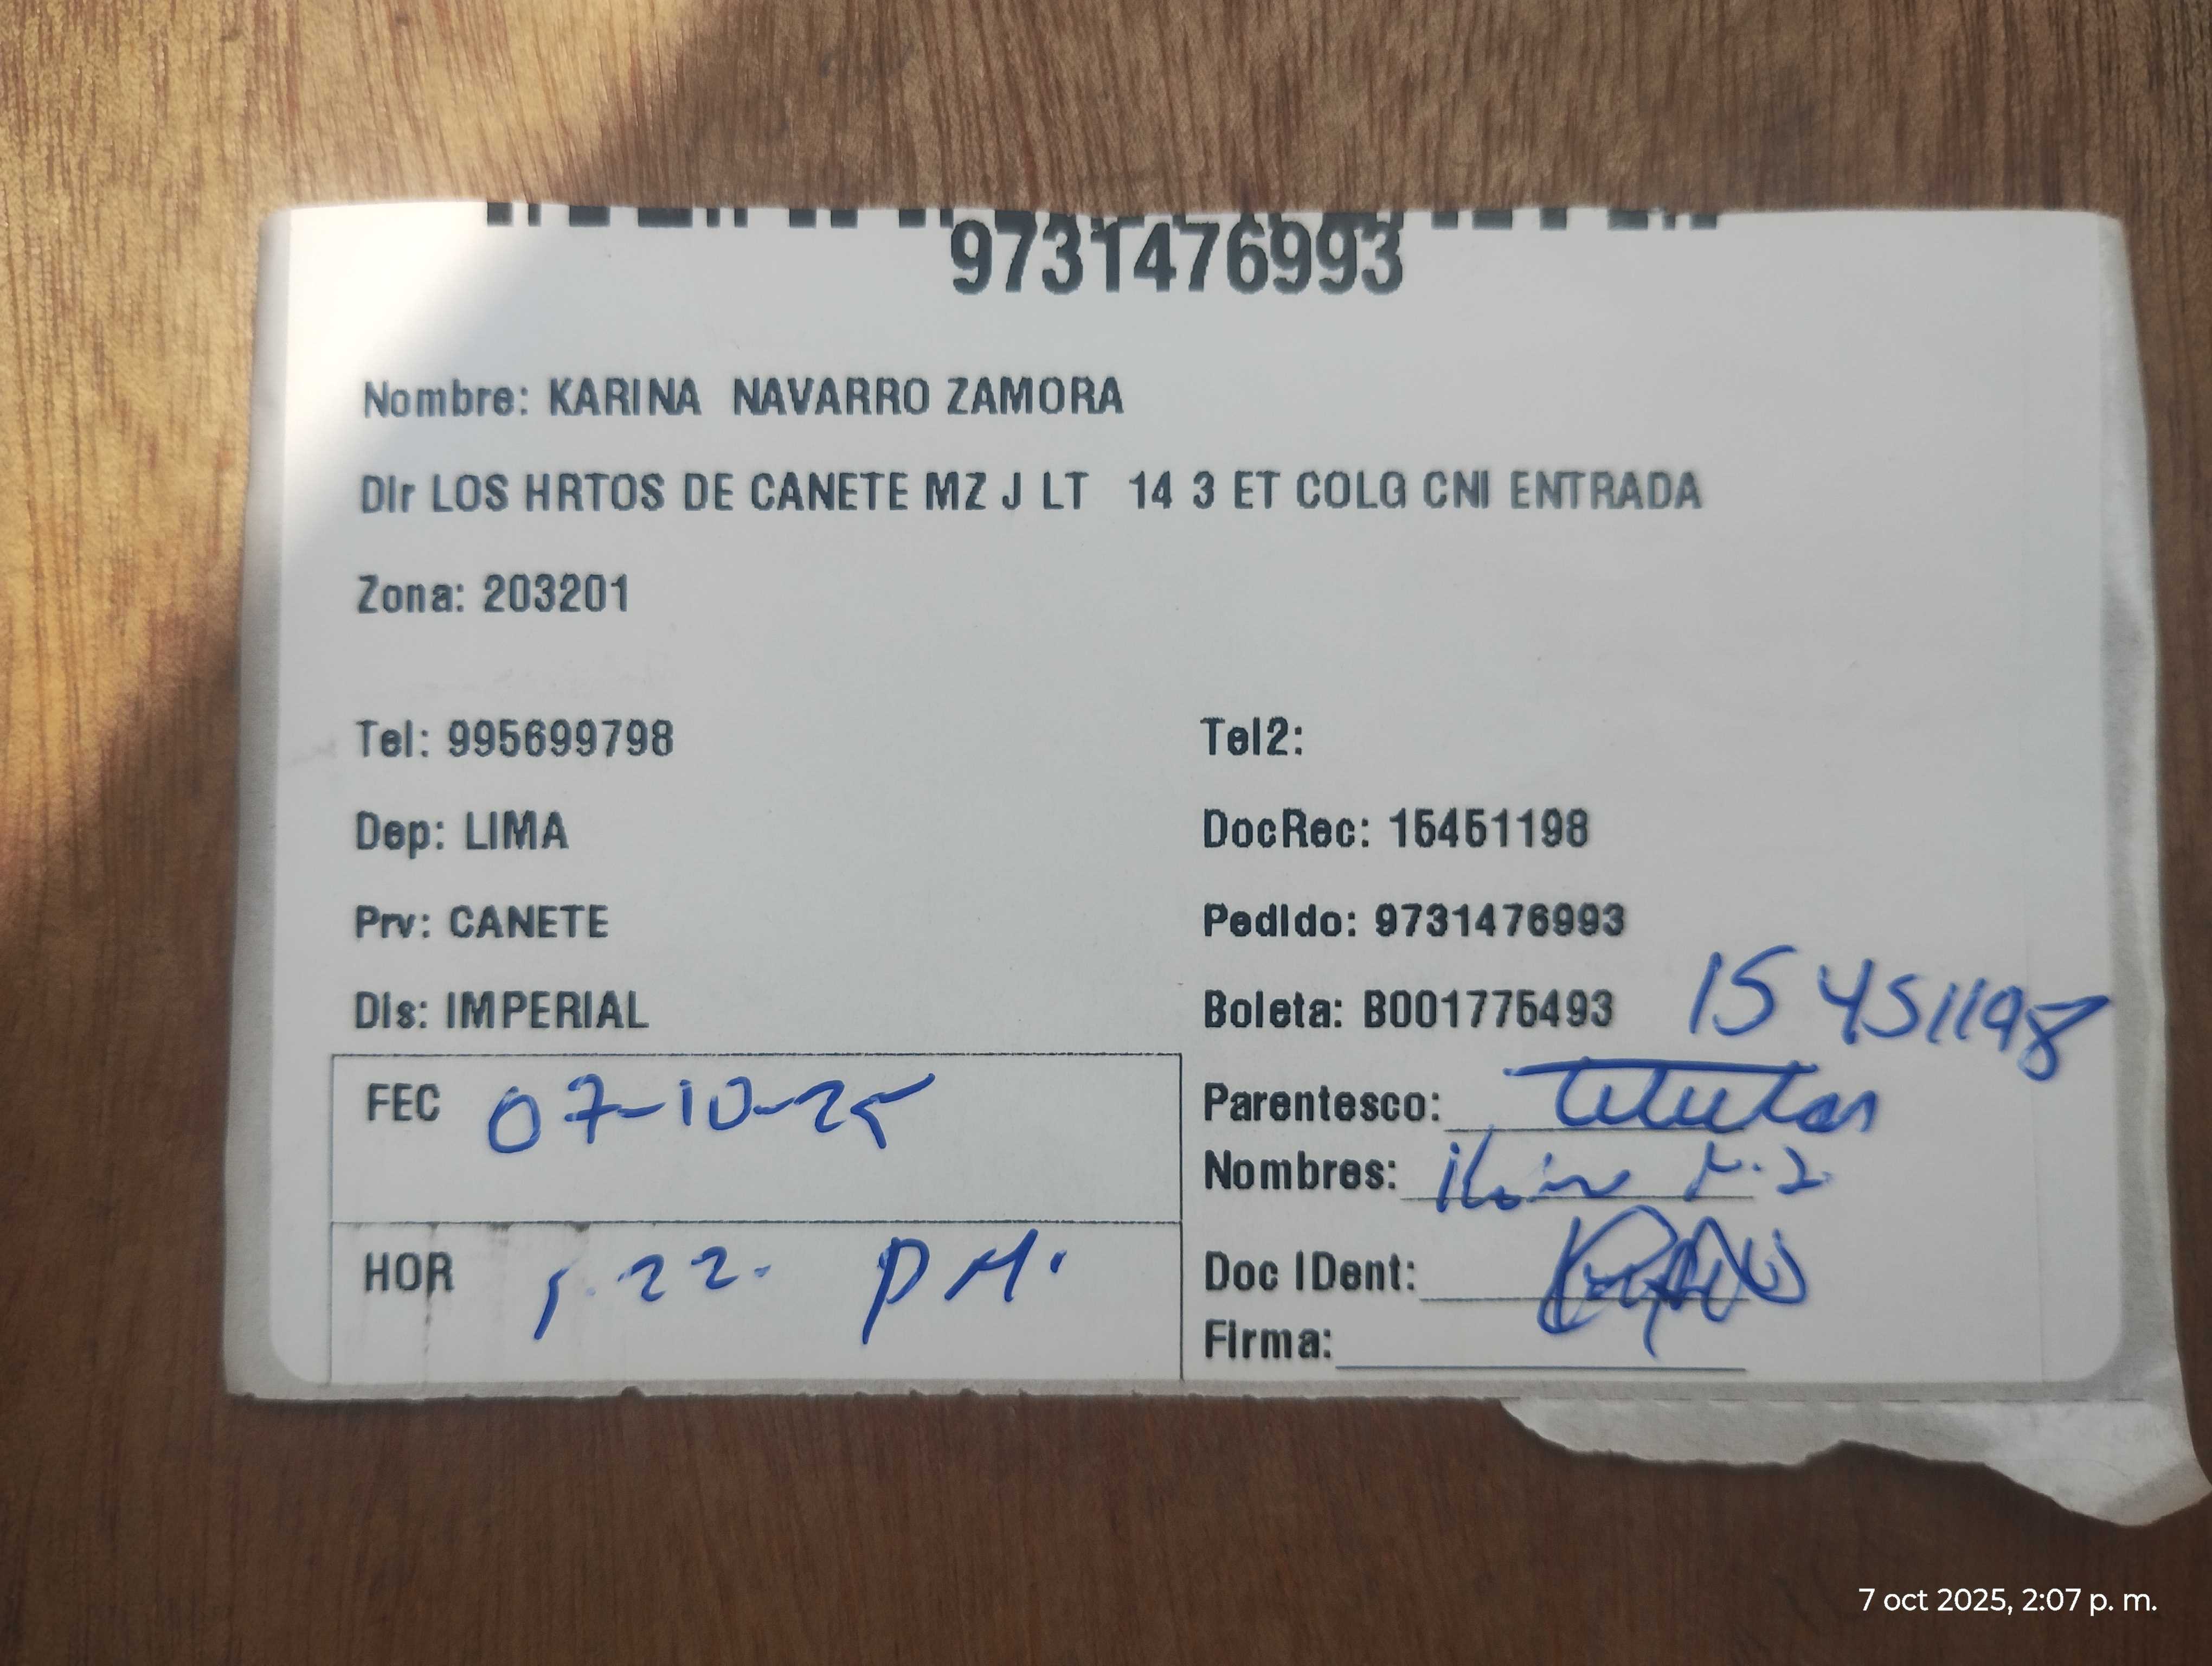 9731476993
Nombre: KARINA NAVARRO ZAMORA
Dir LOS HRTOS DE CANETE MZ J LT 14 3 ET COLG CNI ENTRADA
Zona: 203201
Tel: 995699798 Tel2:
Dep: LIMA DocRec: 15451198
Prv: CANETE Pedido: 9731476993
Dis: IMPERIAL Boleta: B001775493 15451198
FEC 07-10-25 Parentesco: Titular
Nombres: N.Z.
HOR 1.22. P.M. Doc IDent:
Firma:
7 oct 2025, 2:07 p. m.